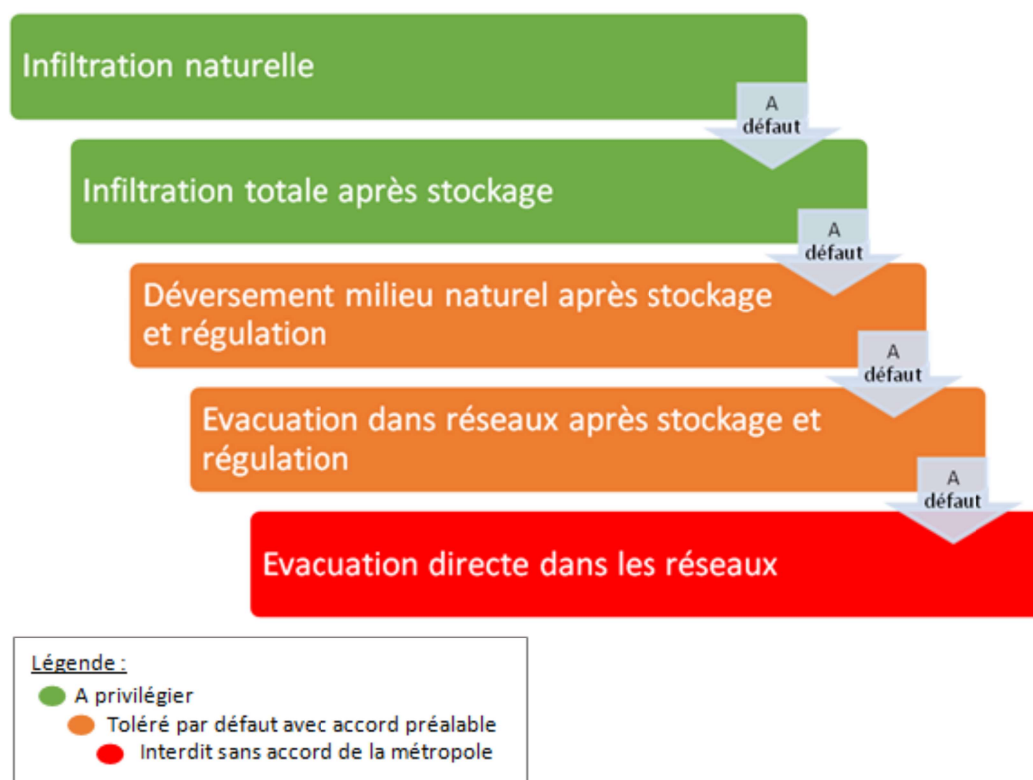 Infiltration naturelle
A
défaut
Infiltration totale après stockage
A
défaut
Déversement milieu naturel après stockage
et régulation
A
défaut
Evacuation dans réseaux après stockage et
régulation
A
défaut
Evacuation directe dans les réseaux
Légende :
A privilégier
Toléré par défaut avec accord préalable
Interdit sans accord de la métropole